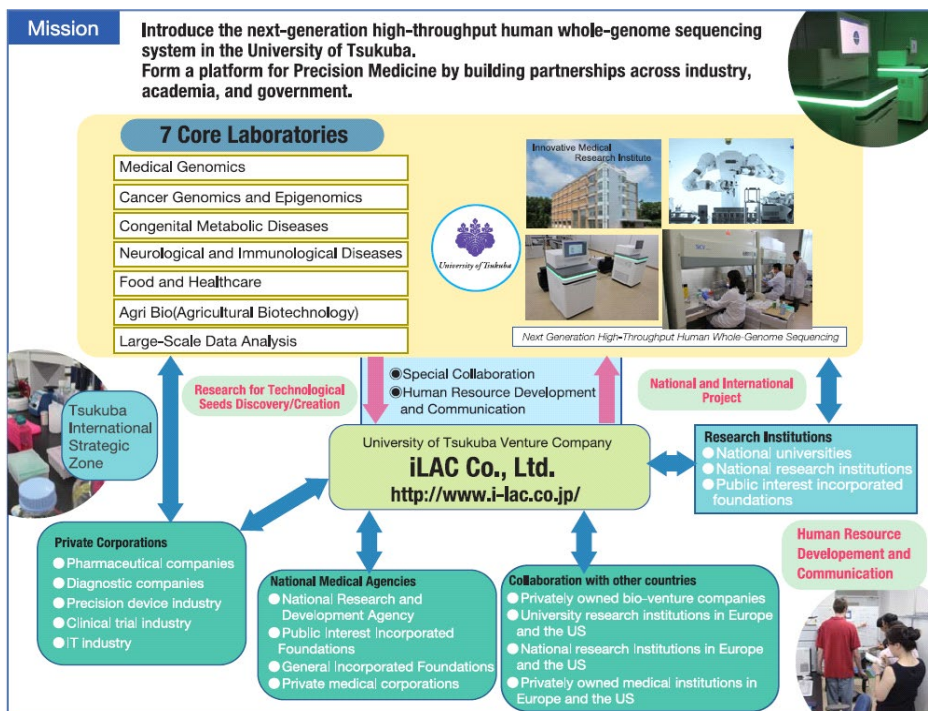 Mission
Introduce the next-generation high-throughput human whole-genome sequencing
system in the University of Tsukuba.
Form a platform for Precision Medicine by building partnerships across industry,
academia, and government.
7 Core Laboratories
Medical Genomics
Cancer Genomics and Epigenomics
Congenital Metabolic Diseases
Neurological and Immunological Diseases
Food and Healthcare
Agri Bio(Agricultural Biotechnology)
Large-Scale Data Analysis
University of Tsukuba
Innovative Medical
Research Institute
Next Generation High-Throughput Human Whole-Genome Sequencing
Tsukuba
International
Strategic
Zone
Research for Technological
Seeds Discovery/Creation
◉Special Collaboration
◉Human Resource Development
and Communication
National and International
Project
University of Tsukuba Venture Company
iLAC Co., Ltd.
http://www.i-lac.co.jp/
Research Institutions
●National universities
●National research institutions
●Public interest incorporated
foundations
Private Corporations
●Pharmaceutical companies
●Diagnostic companies
●Precision device industry
●Clinical trial industry
●IT industry
National Medical Agencies
●National Research and
Development Agency
●Public Interest Incorporated
Foundations
●General Incorporated Foundations
●Private medical corporations
Collaboration with other countries
●Privately owned bio-venture companies
●University research institutions in Europe
and the US
●National research Institutions in Europe
and the US
●Privately owned medical institutions in
Europe and the US
Human Resource
Developement and
Communication